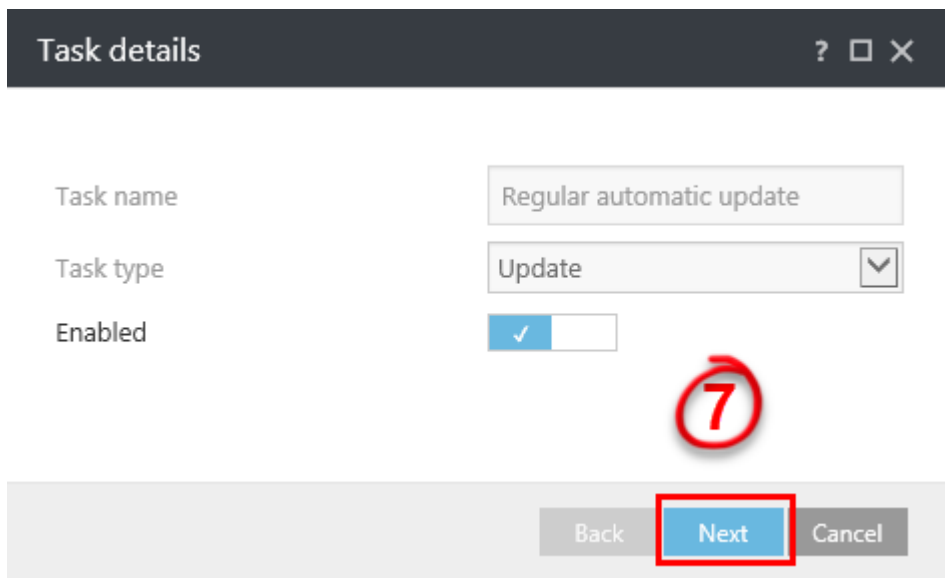 Task details ?
Task name Regular automatic update
Task type Update
Enabled
7
Back Next Cancel